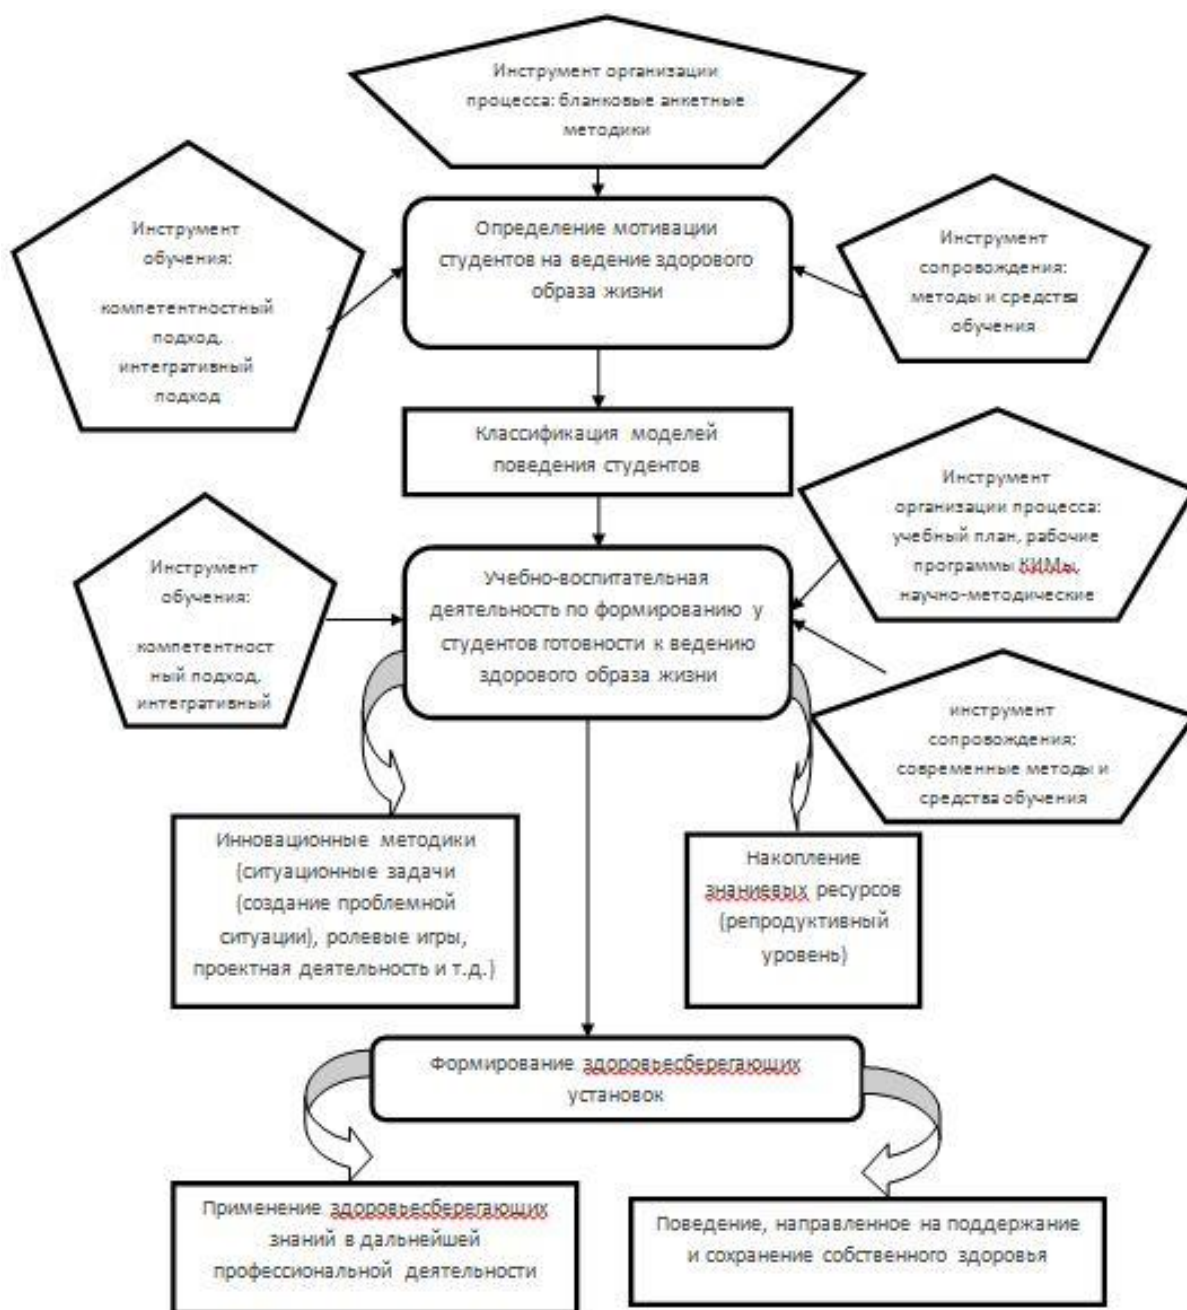 Инструмент организации
процесса: бланковые анкетные
методики
Инструмент
обучения:
компетентностный
подход,
интегративный
подход
Определение мотивации
студентов на ведение здорового
образа жизни
Инструмент
сопровождения:
методы и средства
обучения
Классификация моделей
поведения студентов
Инструмент
организации процесса:
учебный план, рабочие
программы КИМы,
научно-методические
Инструмент
обучения:
компетентност
ный подход,
интегративный
Учебно-воспитательная
деятельность по формированию у
студентов готовности к ведению
здорового образа жизни
инструмент
сопровождения:
современные методы и
средства обучения
Инновационные методики
(ситуационные задачи
(создание проблемной
ситуации), ролевые игры,
проектная деятельность и т.д.)
Накопление
знаниевых ресурсов
(репродуктивный
уровень)
Формирование здоровьесберегающих
установок
Применение здоровьесберегающих
знаний в дальнейшей
профессиональной деятельности
Поведение, направленное на поддержание
и сохранение собственного здоровья